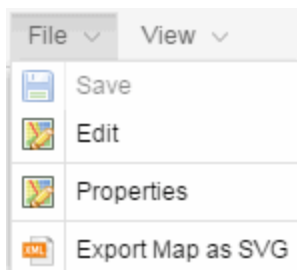 File View
Save
Edit
Properties
XML Export Map as SVG